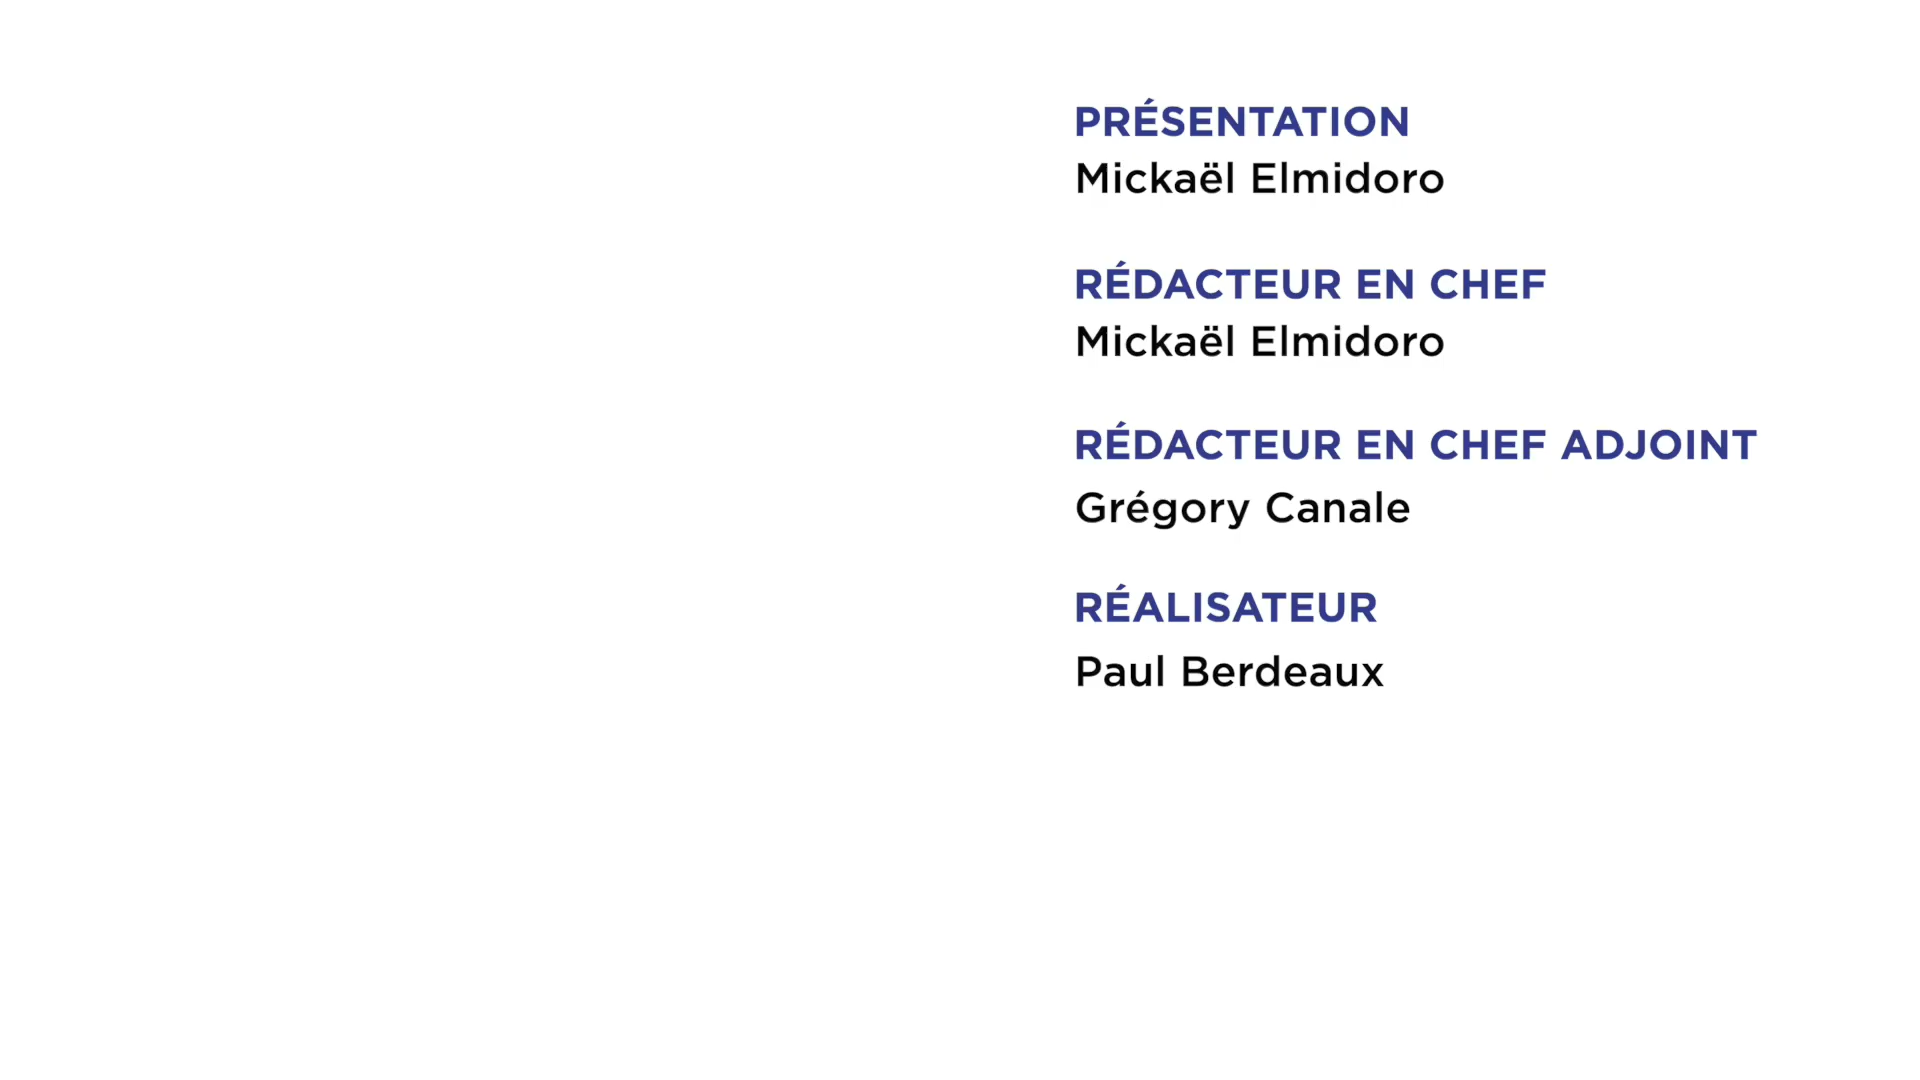 PRÉSENTATION
Mickaël Elmidoro
RÉDACTEUR EN CHEF
Mickaël Elmidoro
RÉDACTEUR EN CHEF ADJOINT
Grégory Canale
RÉALISATEUR
Paul Berdeaux